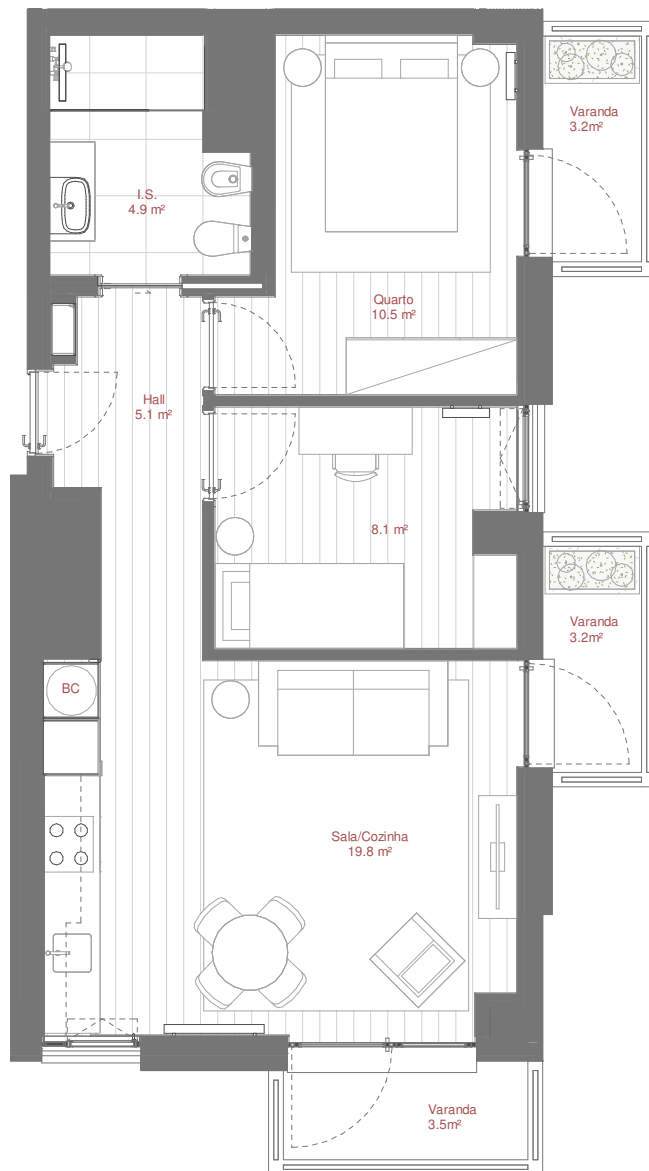 Varanda
3.2m²
I.S.
4.9 m²
Quarto
10.5 m²
Hall
5.1 m²
8.1 m²
Varanda
3.2m²
BC
Sala/Cozinha
19.8 m²
Varanda
3.5m²